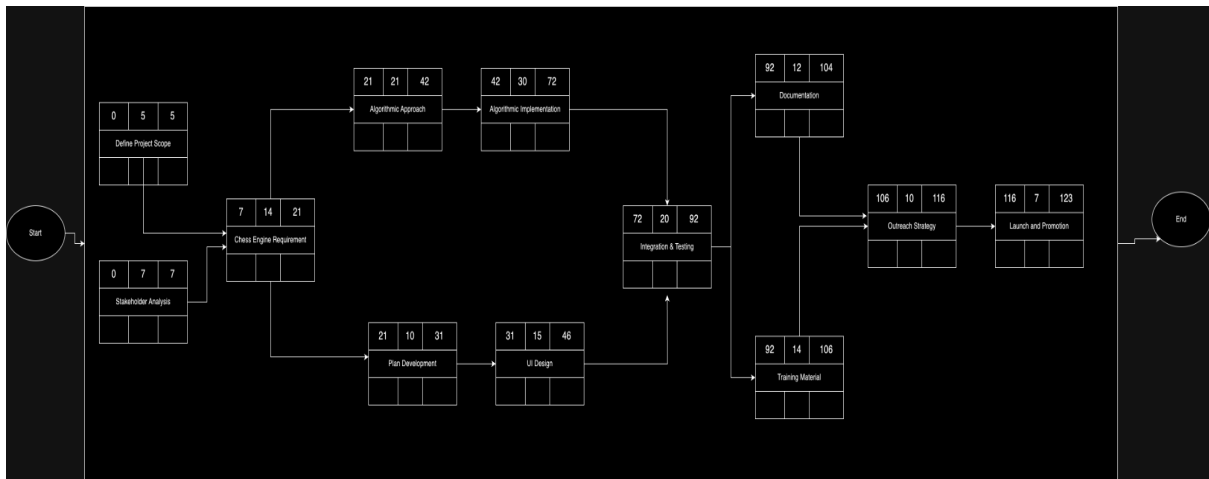 Start
0 5 5
Define Project Scope
0 7 7
Stakeholder Analysis
7 14 21
Chess Engine Requirement
21 21 42
Algorithmic Approach
42 30 72
Algorithmic Implementation
21 10 31
Plan Development
31 15 46
UI Design
72 20 92
Integration & Testing
92 12 104
Documentation
92 14 106
Training Material
106 10 116
Outreach Strategy
116 7 123
Launch and Promotion
End